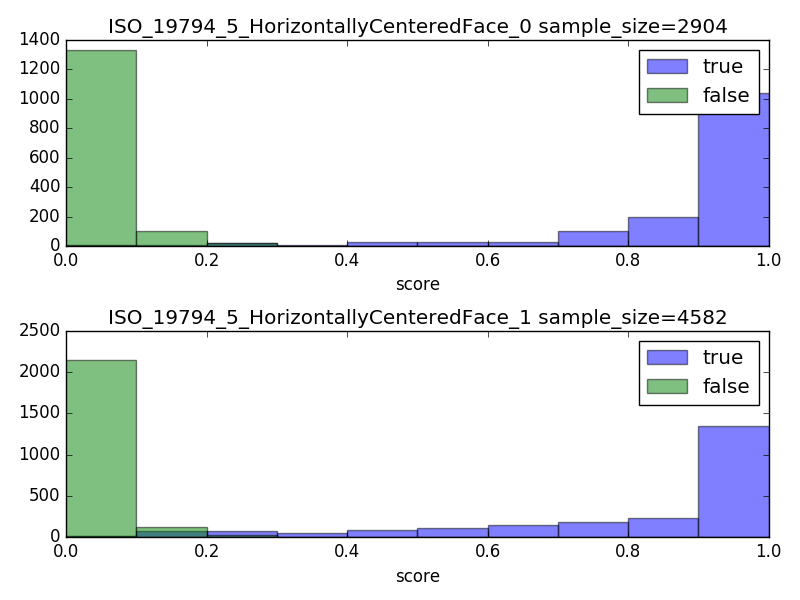 ISO_19794_5_HorizontallyCenteredFace_0 sample_size=2904
1400
1200
1000
800
600
400
200
0
true
false
0.0 0.2 0.4 0.6 0.8 1.0
score
ISO_19794_5_HorizontallyCenteredFace_1 sample_size=4582
2500
2000
1500
1000
500
0
true
false
0.0 0.2 0.4 0.6 0.8 1.0
score